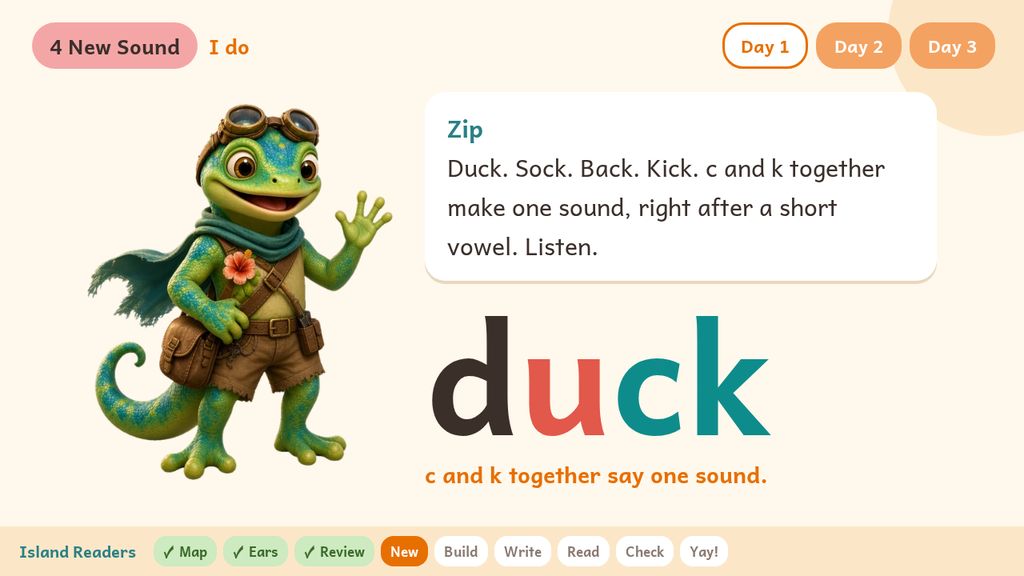 4 New Sound I do Day 1 Day 2 Day 3
Zip
Duck. Sock. Back. Kick. c and k together
make one sound, right after a short
vowel. Listen.
duck
c and k together say one sound.
Island Readers ✓ Map ✓ Ears ✓ Review New Build Write Read Check Yay!